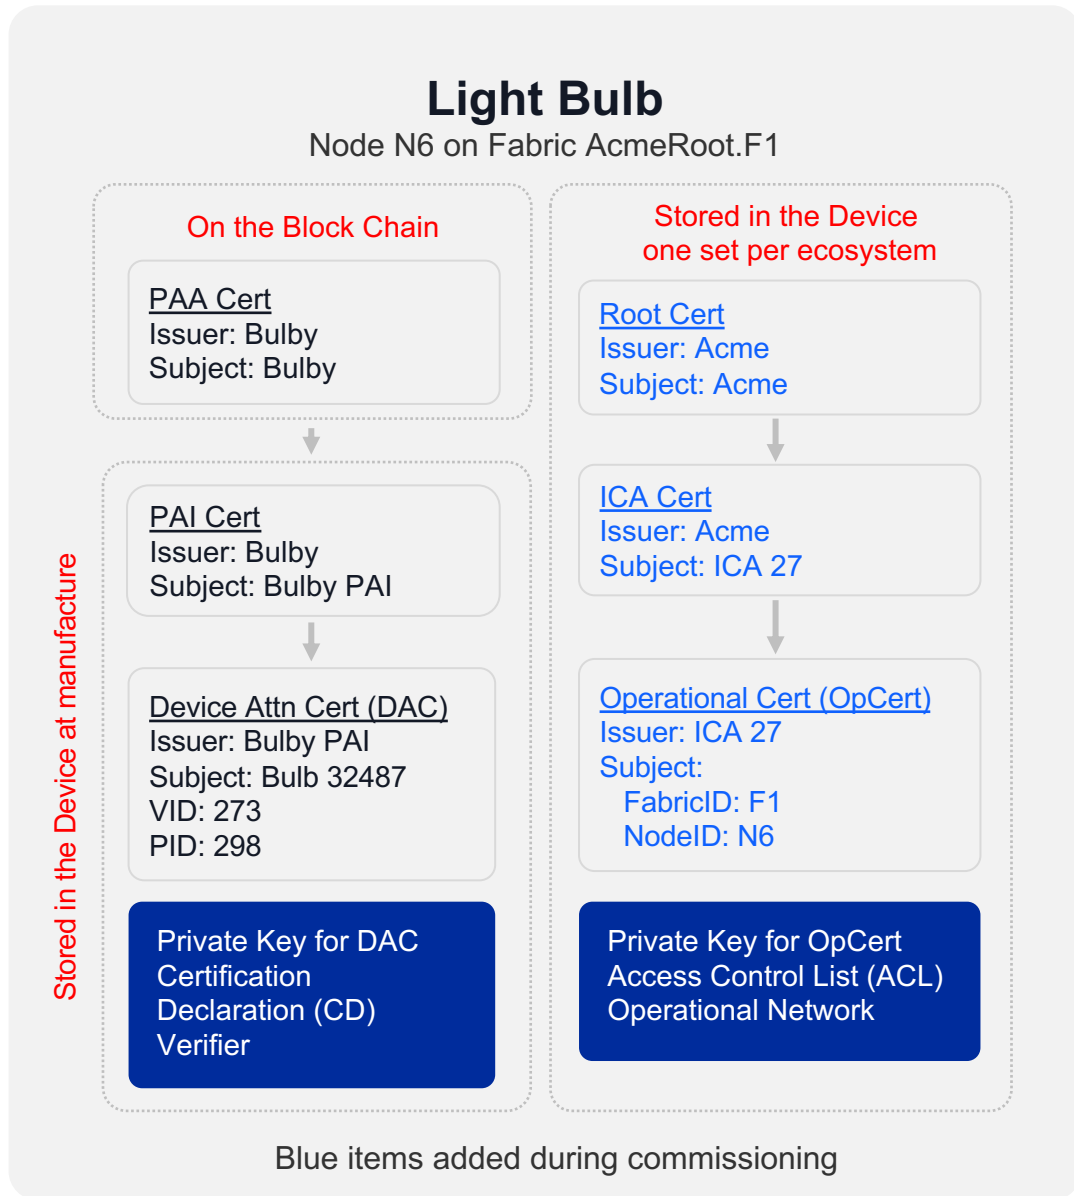 Light Bulb
Node N6 on Fabric AcmeRoot.F1
On the Block Chain
PAA Cert
Issuer: Bulby
Subject: Bulby
Stored in the Device at manufacture
PAI Cert
Issuer: Bulby
Subject: Bulby PAI
Device Attn Cert (DAC)
Issuer: Bulby PAI
Subject: Bulb 32487
VID: 273
PID: 298
Private Key for DAC
Certification
Declaration (CD)
Verifier
Stored in the Device
one set per ecosystem
Root Cert
Issuer: Acme
Subject: Acme
ICA Cert
Issuer: Acme
Subject: ICA 27
Operational Cert (OpCert)
Issuer: ICA 27
Subject:
FabricID: F1
NodeID: N6
Private Key for OpCert
Access Control List (ACL)
Operational Network
Blue items added during commissioning